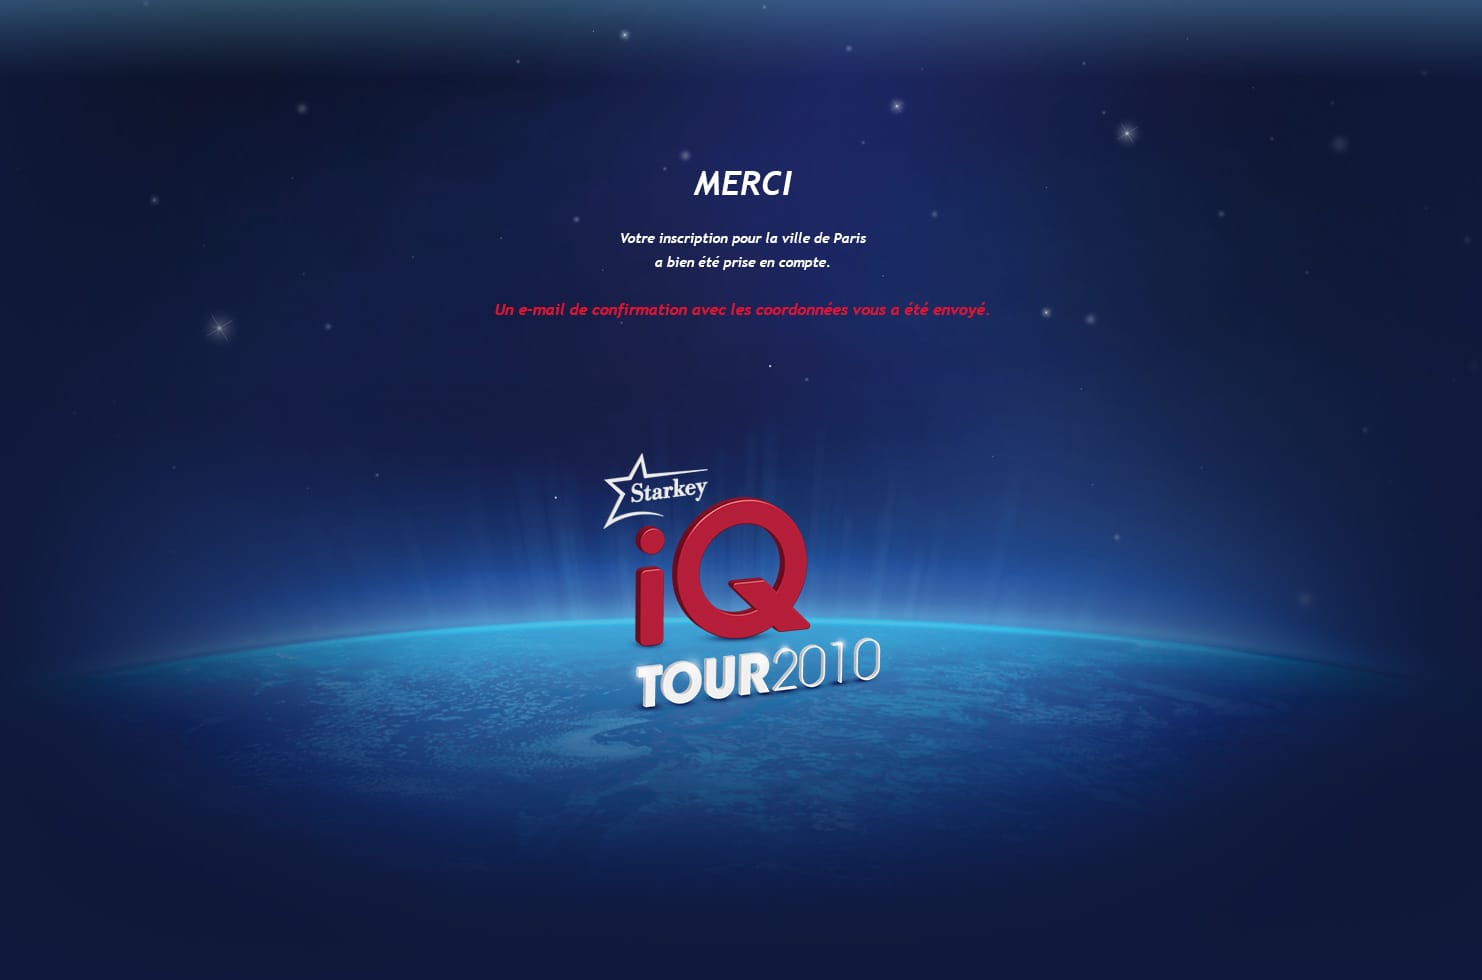 MERCI
Votre inscription pour la ville de Paris
a bien été prise en compte.
Un e-mail de confirmation avec les coordonnées vous a été envoyé.
Starkey
iQ
TOUR2010